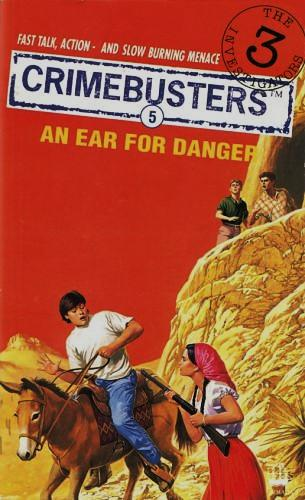 FAST TALK, ACTION - AND SLOW BURNING MENACE
THE
3
INVESTIGATORS
TM
CRIMEBUSTERS
5
AN EAR FOR DANGER